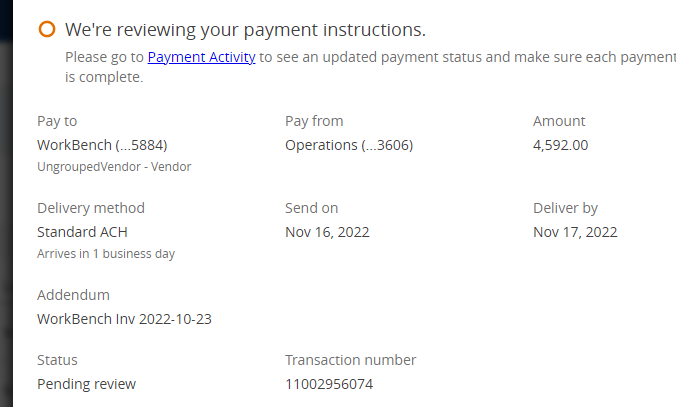 We're reviewing your payment instructions.
Please go to Payment Activity to see an updated payment status and make sure each payment
is complete.
Pay to
Pay from
Amount
WorkBench (...5884)
Operations (...3606)
4,592.00
UngroupedVendor - Vendor
Delivery method
Send on
Deliver by
Standard ACH
Nov 16, 2022
Nov 17, 2022
Arrives in 1 business day
Addendum
WorkBench Inv 2022-10-23
Status
Transaction number
Pending review
11002956074